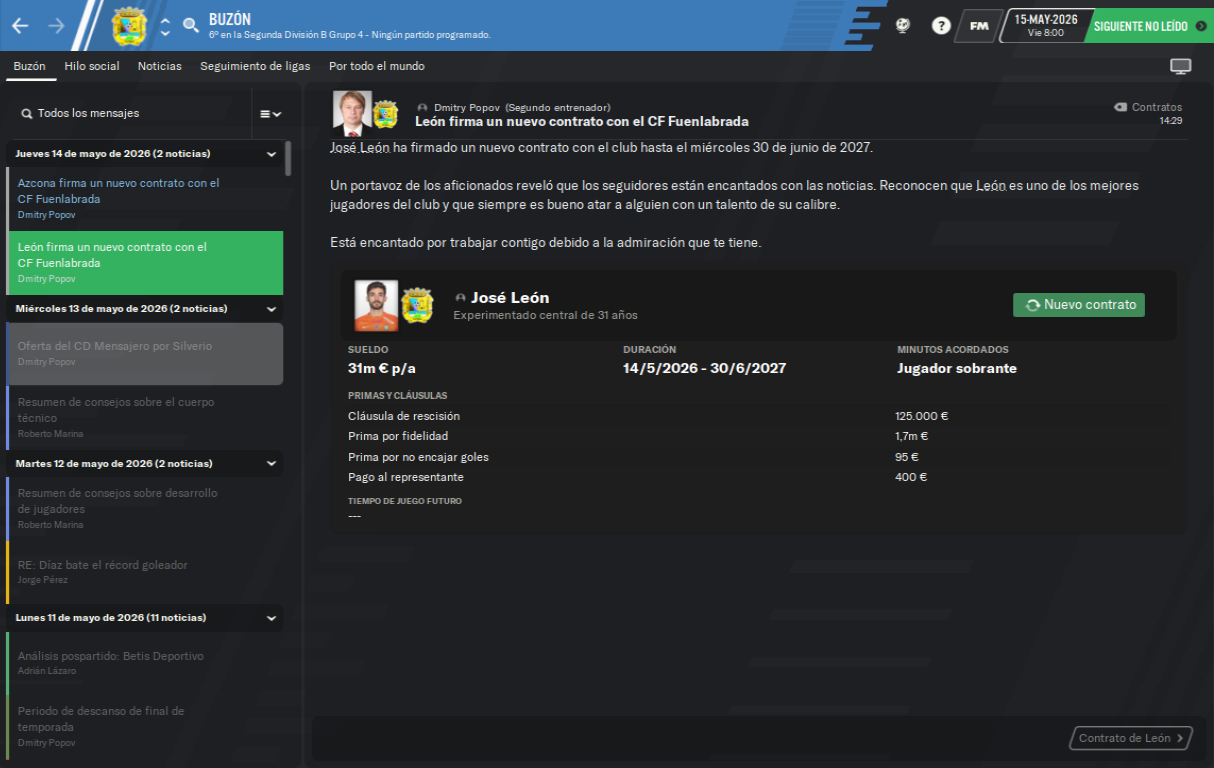 BUZÓN
6º en la Segunda División B Grupo 4 - Ningún partido programado.
?
FM
15-MAY-2026
Vie 8:00
SIGUIENTE NO LEÍDO
Buzón
Hilo social
Noticias
Seguimiento de ligas
Por todo el mundo
Todos los mensajes
Jueves 14 de mayo de 2026 (2 noticias)
Azcona firma un nuevo contrato con el
CF Fuenlabrada
Dmitry Popov
León firma un nuevo contrato con el
CF Fuenlabrada
Dmitry Popov
Miércoles 13 de mayo de 2026 (2 noticias)
Oferta del CD Mensajero por Silverio
Dmitry Popov
Resumen de consejos sobre el cuerpo
técnico
Roberto Marina
Martes 12 de mayo de 2026 (2 noticias)
Resumen de consejos sobre desarrollo
de jugadores
Roberto Marina
RE: Díaz bate el récord goleador
Jorge Pérez
Lunes 11 de mayo de 2026 (11 noticias)
Análisis pospartido: Betis Deportivo
Adrián Lázaro
Periodo de descanso de final de
temporada
Dmitry Popov
Dmitry Popov (Segundo entrenador)
León firma un nuevo contrato con el CF Fuenlabrada
Contratos
14:29
José León ha firmado un nuevo contrato con el club hasta el miércoles 30 de junio de 2027.
Un portavoz de los aficionados reveló que los seguidores están encantados con las noticias. Reconocen que León es uno de los mejores
jugadores del club y que siempre es bueno atar a alguien con un talento de su calibre.
Está encantado por trabajar contigo debido a la admiración que te tiene.
José León
Experimentado central de 31 años
Nuevo contrato
SUELDO
DURACIÓN
MINUTOS ACORDADOS
31m € p/a
14/5/2026 - 30/6/2027
Jugador sobrante
PRIMAS Y CLÁUSULAS
Cláusula de rescisión
125.000 €
Prima por fidelidad
1,7m €
Prima por no encajar goles
95 €
Pago al representante
400 €
TIEMPO DE JUEGO FUTURO
---
Contrato de León